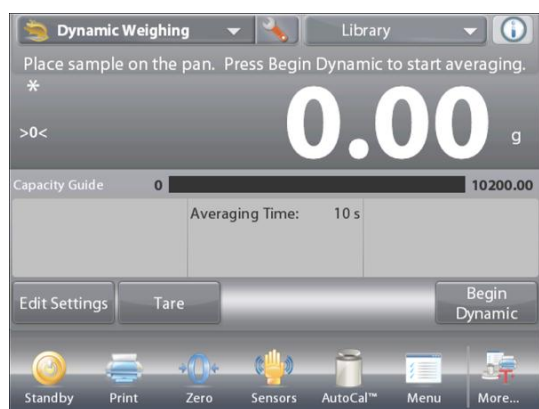 Dynamic Weighing
Library
Place sample on the pan. Press Begin Dynamic to start averaging.
*
>0<
0.00 g
Capacity Guide 0 10200.00
Averaging Time: 10 s
Edit Settings
Tare
Begin
Dynamic
Standby
Print
Zero
Sensors
AutoCal™
Menu
More...